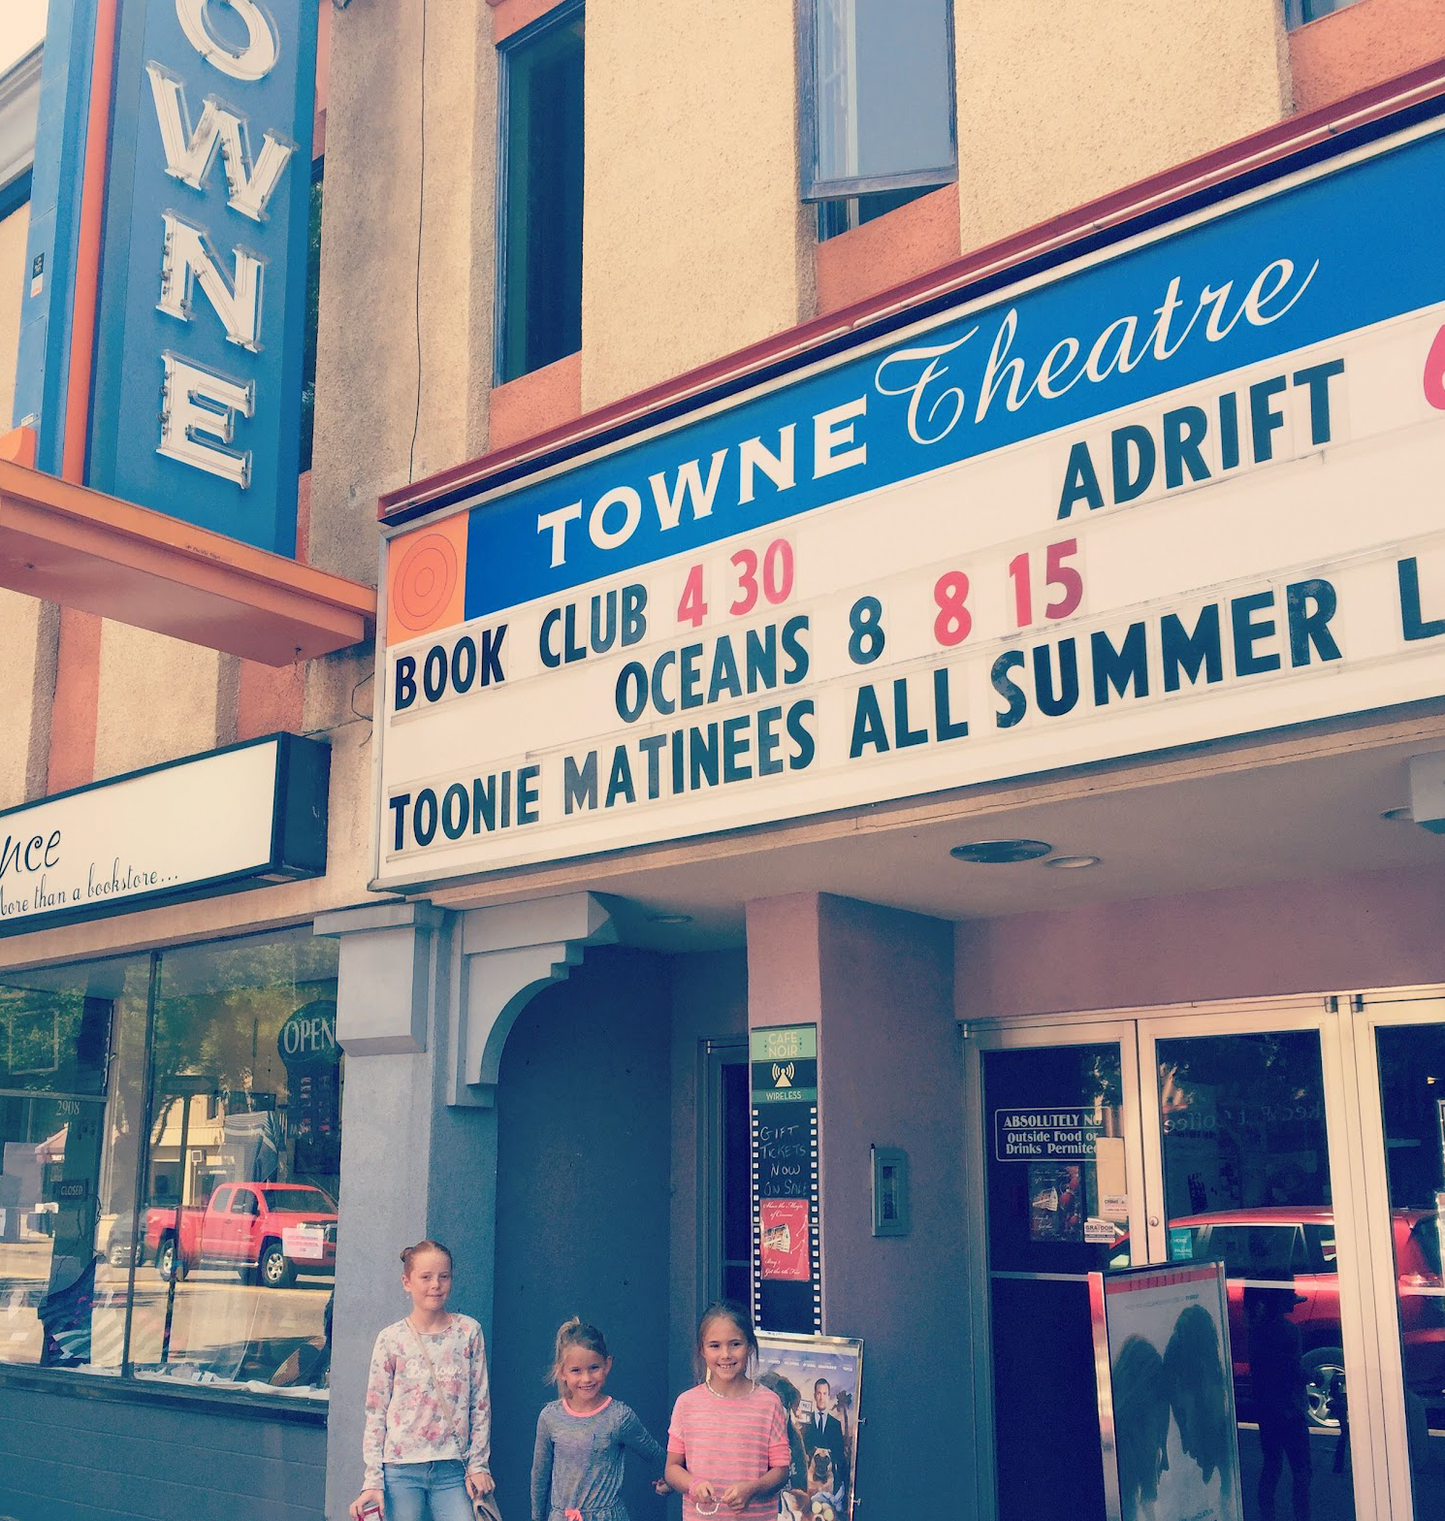 OWNE
TOWNE Theatre
ADRIFT
BOOK CLUB 4 30
OCEANS 8 8 15
TOONIE MATINEES ALL SUMMER L
nce
More than a bookstore...
OPEN
2908
CLOSED
CAFE
NOIR
WIRELESS
GIFT
TICKETS
NOW
ON SALE
ABSOLUTELY NO
Outside Food or
Drinks Permited